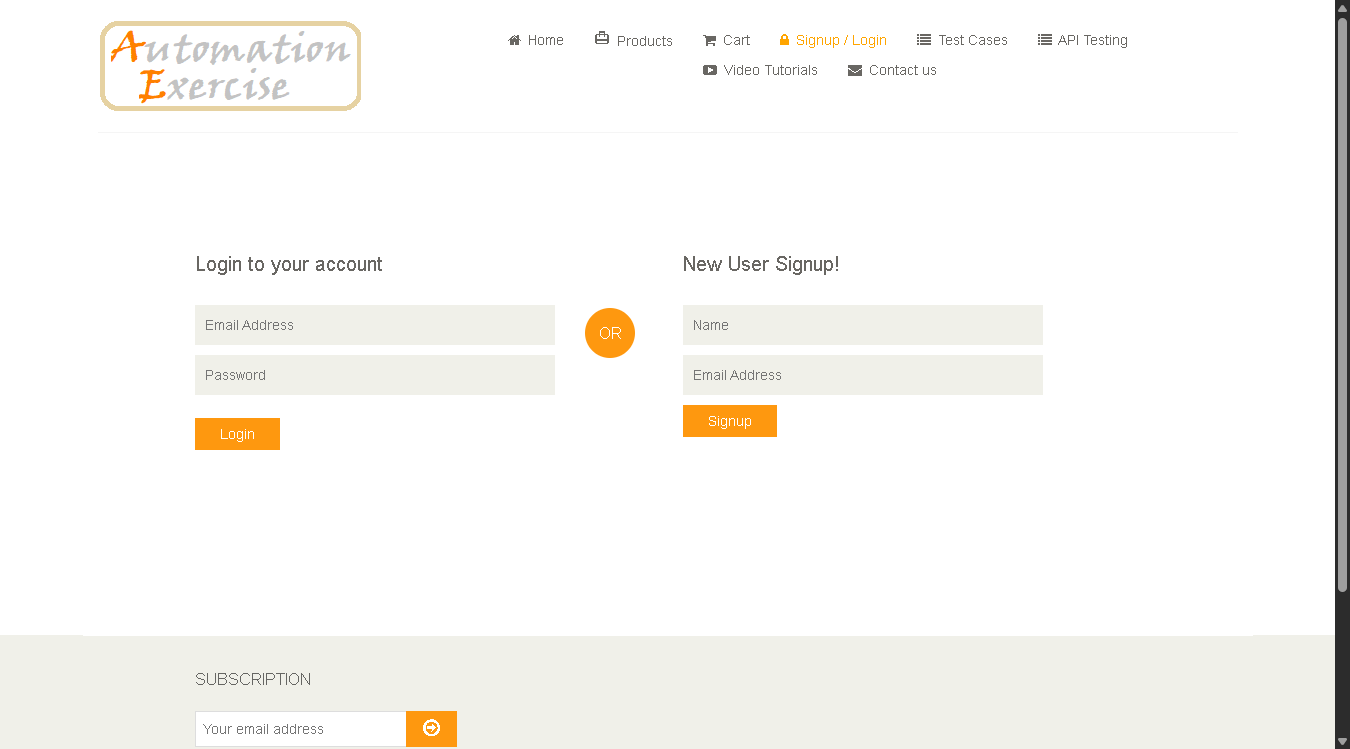 Automation
Exercise
Home Products Cart Signup / Login Test Cases API Testing
Video Tutorials Contact us
Login to your account
Email Address
Password
Login
OR
New User Signup!
Name
Email Address
Signup
SUBSCRIPTION
Your email address